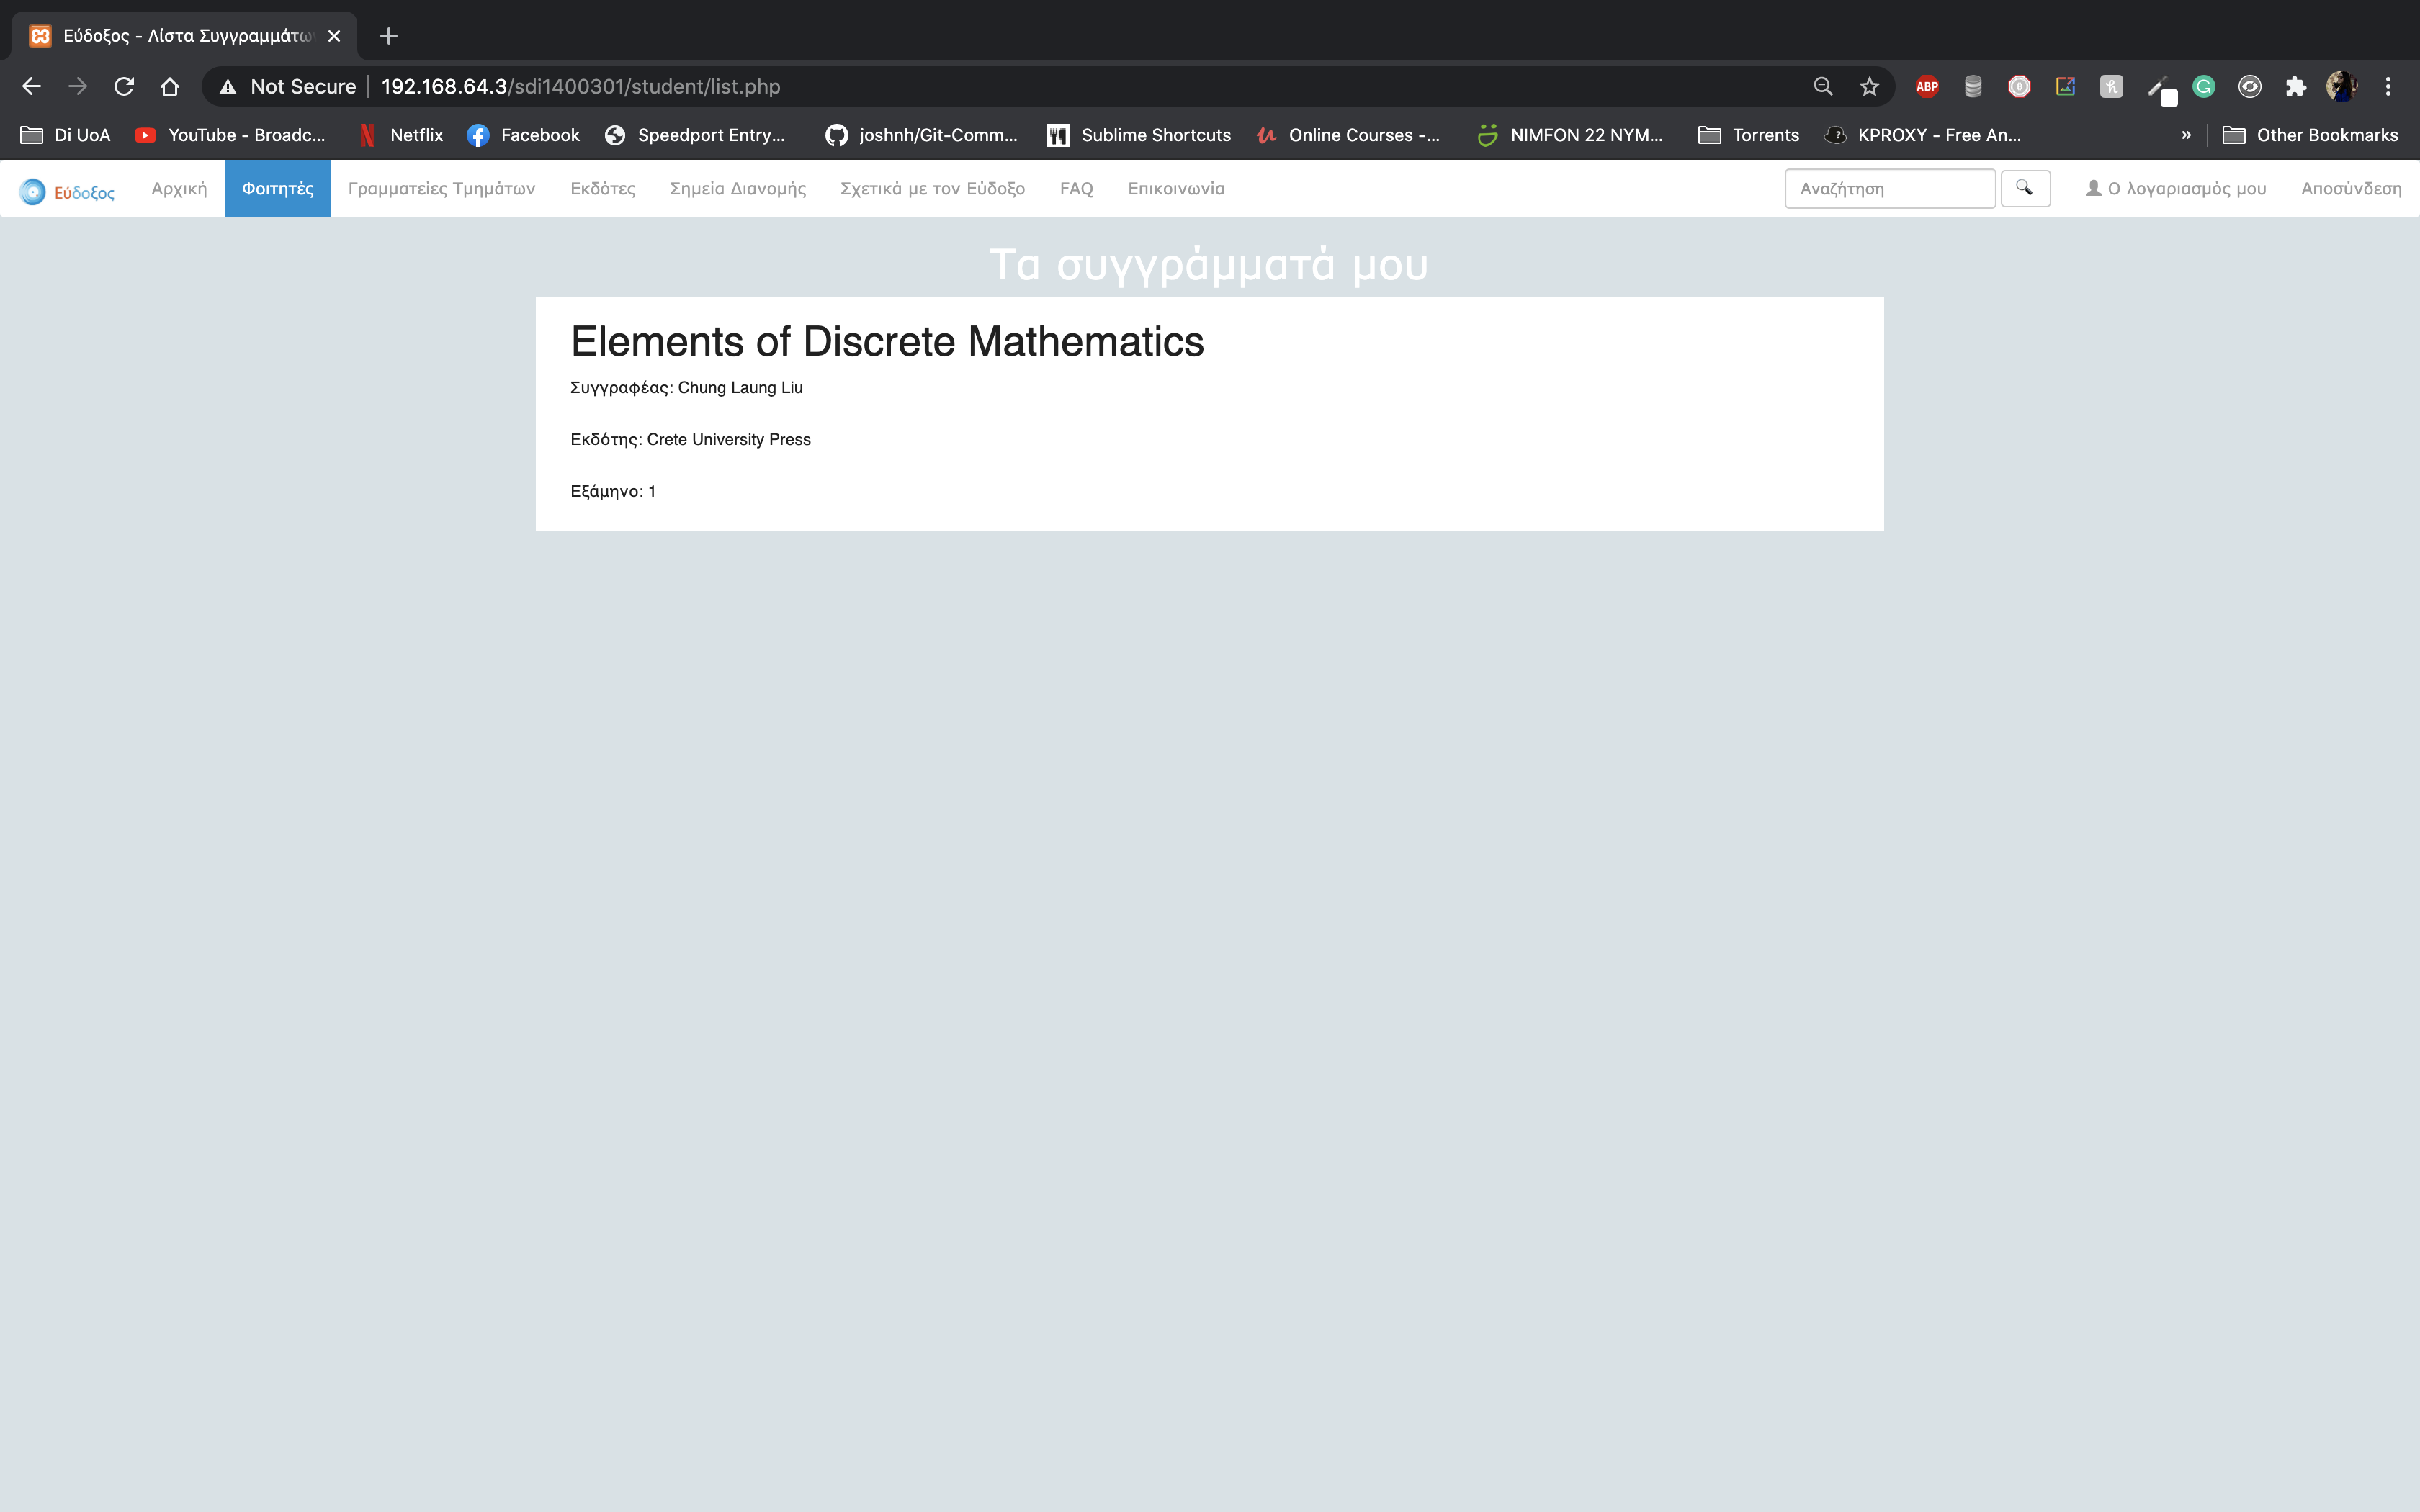 Εύδοξος - Λίστα Συγγραμμάτω
Not Secure 192.168.64.3/sdi1400301/student/list.php
ABP
Di UoA YouTube - Broadc... Netflix Facebook Speedport Entry... joshnh/Git-Comm... Sublime Shortcuts Online Courses -... NIMFON 22 NYM... Torrents KPROXY - Free An... » Other Bookmarks
Εύδοξος Αρχική Φοιτητές Γραμματείες Τμημάτων Εκδότες Σημεία Διανομής Σχετικά με τον Εύδοξο FAQ Επικοινωνία Αναζήτηση Ο λογαριασμός μου Αποσύνδεση
Τα συγγράμματά μου
Elements of Discrete Mathematics
Συγγραφέας: Chung Laung Liu
Εκδότης: Crete University Press
Εξάμηνο: 1